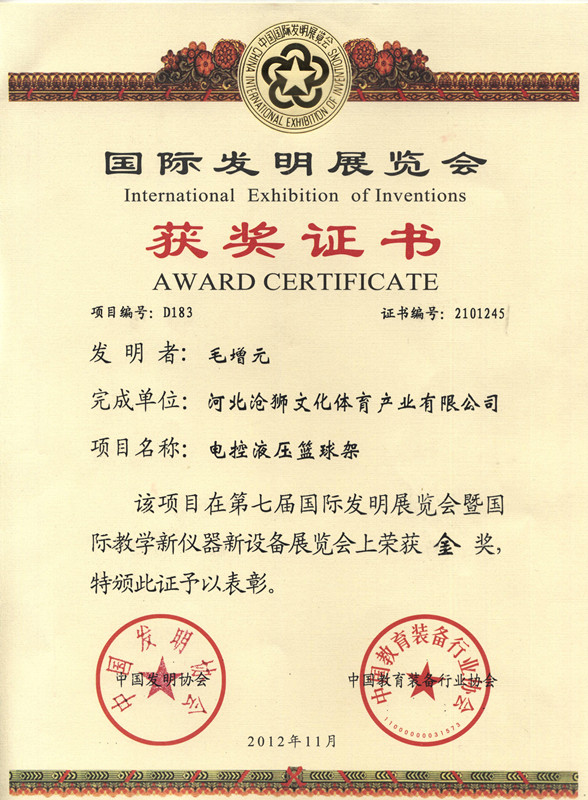 中国国际发明展览会
CHINA INTERNATIONAL EXHIBITION OF INVENTIONS
国际发明展览会
International Exhibition of Inventions
获奖证书
AWARD CERTIFICATE
项目编号：D183 证书编号：2101245
发明者：毛增元
完成单位：河北沧狮文化体育产业有限公司
项目名称：电控液压篮球架
该项目在第七届国际发明展览会暨国
际教学新仪器新设备展览会上荣获 金 奖，
特颁此证予以表彰。
中国发明协会
中国发明协会
中国教育装备行业协会
中国教育装备行业协会
11000000031573
2012年11月